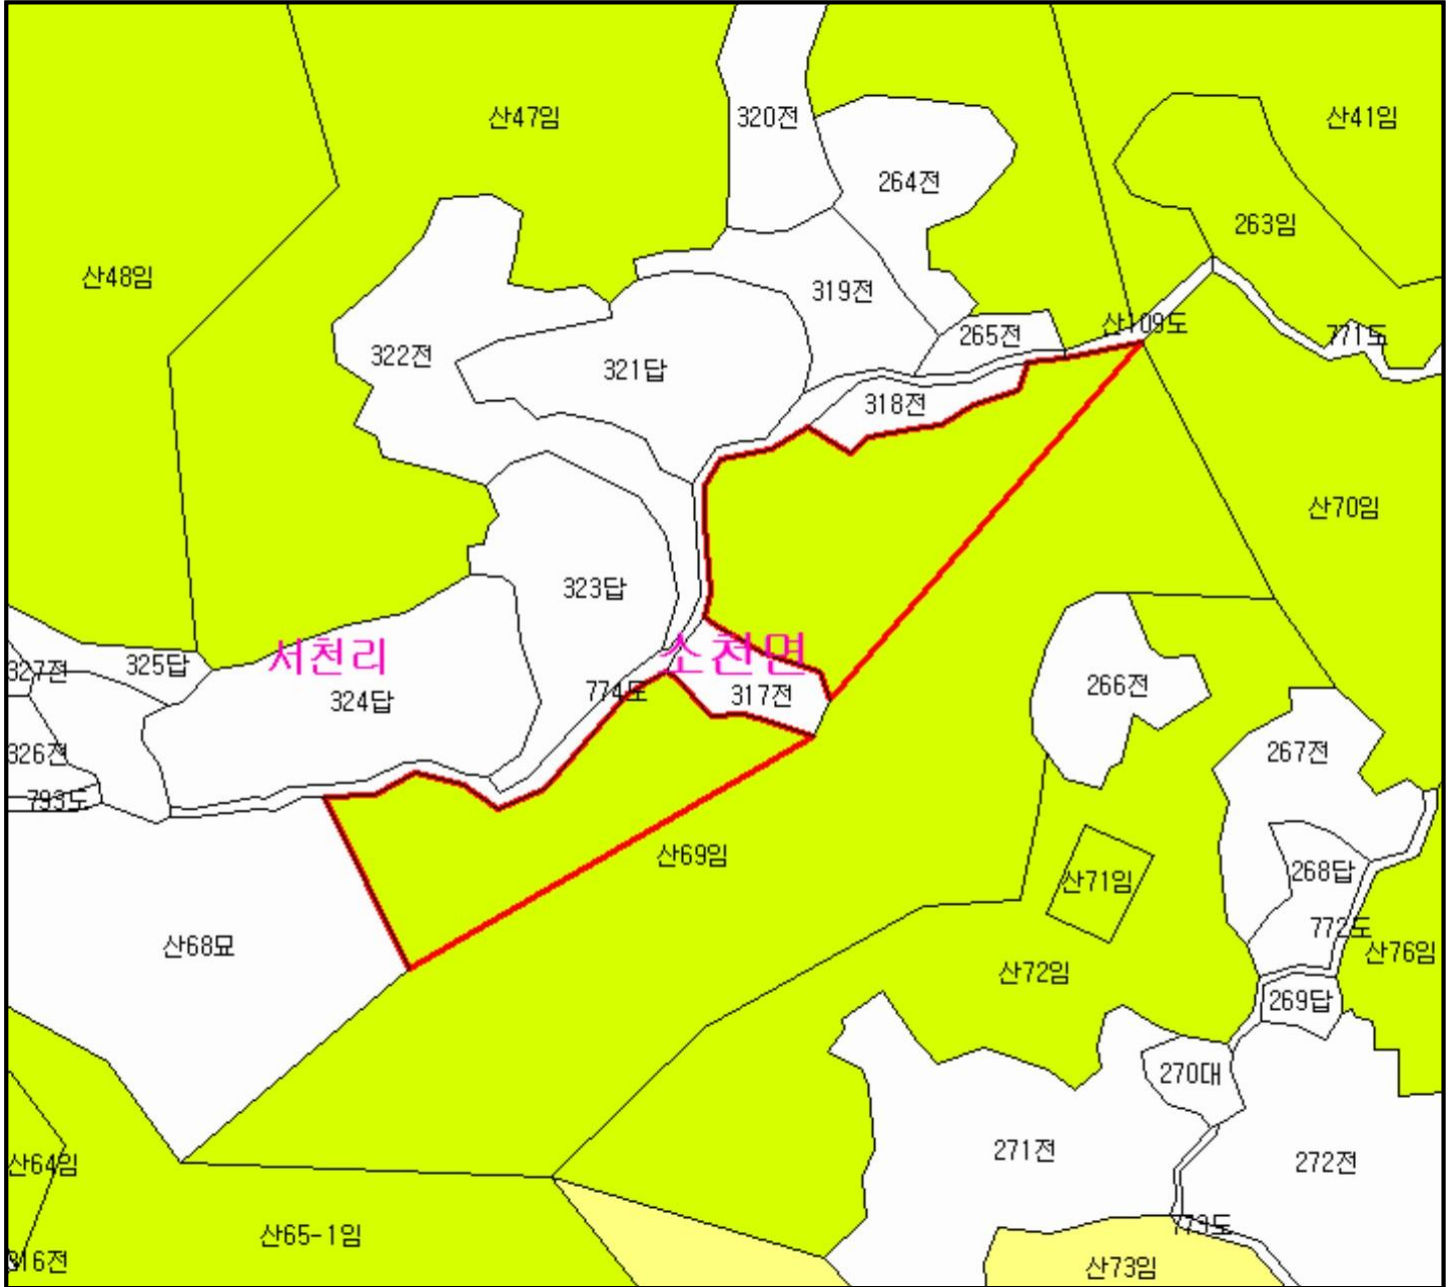 산47임
320전
산41임
264전
263임
산48임
319전
산109도
771도
265전
322전
321답
318전
산70임
323답
서천리
소천면
325답
327전
266전
774도
317전
324답
326전
267전
793도
산69임
268답
산71임
772도
산68묘
산76임
산72임
269답
270대
271전
272전
산64임
773도
산65-1임
316전
산73임